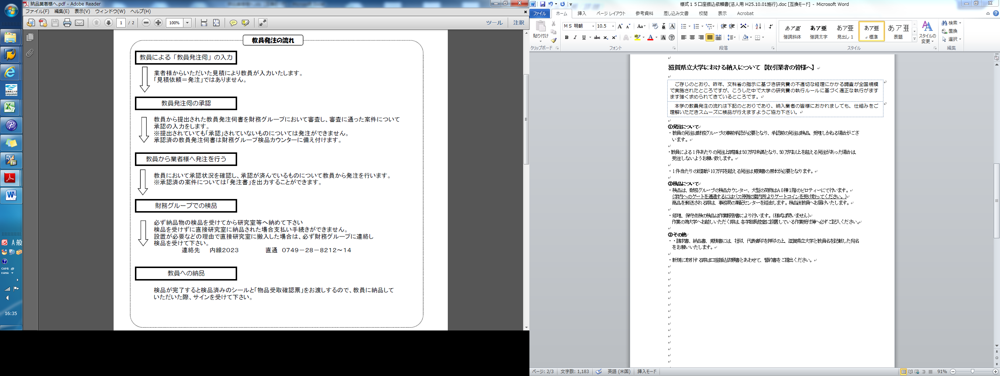 納品業者様へ.pdf - Adobe Reader
ファイル(F) 編集(E) 表示(V) ウィンドウ(W) ヘルプ(H)
1 / 2 100% ツール 注釈
教員発注の流れ
教員による「教員発注伺」の入力
業者様からいただいた見積により教員が入力いたします。
「見積依頼＝発注」ではありません。
教員発注伺の承認
教員から提出された教員発注伺書を財務グループにおいて審査し、審査に通った案件について
承認の入力をします。
※提出されていても「承認」されていないものについては発注ができません。
承認済の教員発注伺書は財務グループ検品カウンターに備え付けます。
教員から業者様へ発注を行う
教員において承認状況を確認し、承認が済んでいるものについて教員から発注を行います。
※承認済の案件については「発注書」を出力することができます。
財務グループでの検品
必ず納品物の検品を受けてから研究室等へ納めて下さい
検品を受けずに直接研究室に納品された場合支払い手続きができません。
設置が必要などの理由で直接研究室に搬入した場合は、必ず財務グループに連絡し
検品を受けて下さい。
連絡先 内線2023 直通 0749－28－8212～14
教員への納品
検品が完了すると検品済みのシールと「物品受取確認票」をお渡しするので、教員に納品して
いただいた際、サインを受けて下さい。
A 般
CAPS
KANA
16:35
様式１５口座振込依頼書(法人用 H25.10.01施行).doc [互換モード] - Microsoft Word
ファイル ホーム 挿入 ページ レイアウト 参考資料 差し込み文書 校閲 表示 Acrobat
貼り付け
クリップボード
ＭＳ 明朝 10.5
フォント
段落
あア亜 あア亜 あア亜 あア亜 あア亜
強調斜体 強調太字 見出し 1 標準 表題
スタイルの
変更
スタイル
検索
置換
選択
編集
滋賀県立大学における納入について【取引業者の皆様へ】
ご存じのとおり、昨年、文科省の指示に基づき研究費の不適切な経理にかかる調査が全国規模
で実施されたところですが、こうした中で大学の研究費の執行ルールに基づく適正な執行がます
ます強く求められてきているところです。
本学の教員発注の流れは下記のとおりであり、納入業者の皆様におかれましても、仕組みをご
理解いただきスムーズに検品が行えますようご協力下さい。
①発注について
・教員の発注は財務グループの事前承認が必要となり、承認前の発注は検品、受理しかねる場合がござ
います。
・教員による１件あたりの発注上限額は50万円未満となり、50万円以上を超える発注があった場合は
受注しないようお願い致します。
・１件当たりの総額が10万円を越える発注は見積書の原本が必要となります。
②検品について
・検品は、財務グループの検品カウンター、大型の荷物はA0棟1階のピロティーにて行います。
(学内へのゲートを通過するにはバス停側の案内所よりゲートコインを受け取ってください。)
商品を郵送される際は、事務局の集配センターを経由します。検品後教員へお届けいたします。
・修理、保守点検の検品は作業報告書により行います。(様式は問いません)
作業の為大学へお越しいただく際は各学部長控室に設置している作業受付簿へ必ずご記入ください。
②その他
・・請求書、納品書、見積書には、社印、代表者印を押印の上、滋賀県立大学と教員名を記載した宛名
をお願いいたします。
・新規に取引する際は口座振込依頼書とあわせて、誓約書をご提出ください。
ページ: 2/3 文字数: 1,183 英語 (米国) 挿入モード 91%